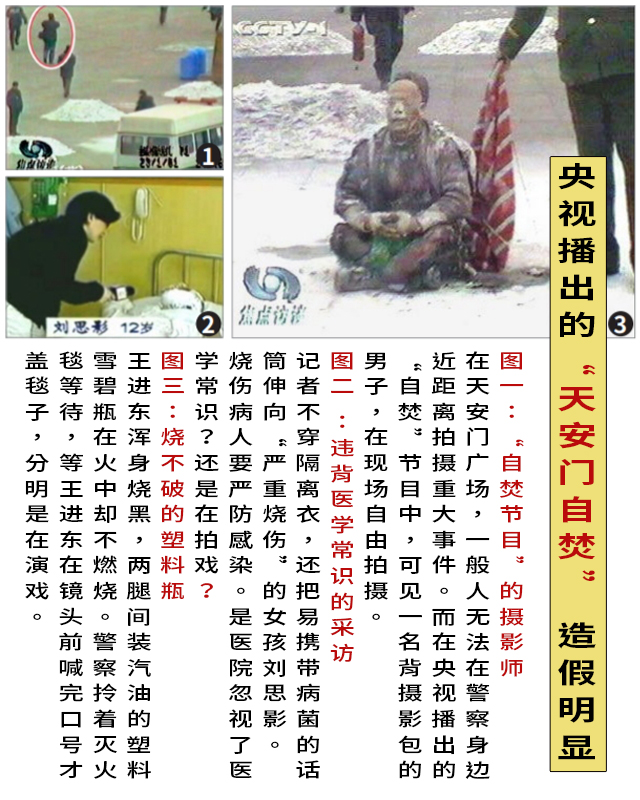 焦点访谈
23/1/01
1
刘思影 12岁
2
CCTV-1
焦点访谈
3
央视播出的“天安门自焚” 造假明显
图一：“自焚节目”的摄影师
在天安门广场，一般人无法在警察身边
近距离拍摄重大事件。而在央视播出的
“自焚”节目中，可见一名背摄影包的
男子，在现场自由拍摄。
图二：违背医学常识的采访
记者不穿隔离衣，还把易携带病菌的话
筒伸向“严重烧伤”的女孩刘思影。
烧伤病人要严防感染。是医院忽视了医
学常识？还是在拍戏？
图三：烧不破的塑料瓶
王进东浑身烧黑，两腿间装汽油的塑料
雪碧瓶在火中却不燃烧。警察拎着灭火
毯等待，等王进东在镜头前喊完口号才
盖毯子，分明是在演戏。